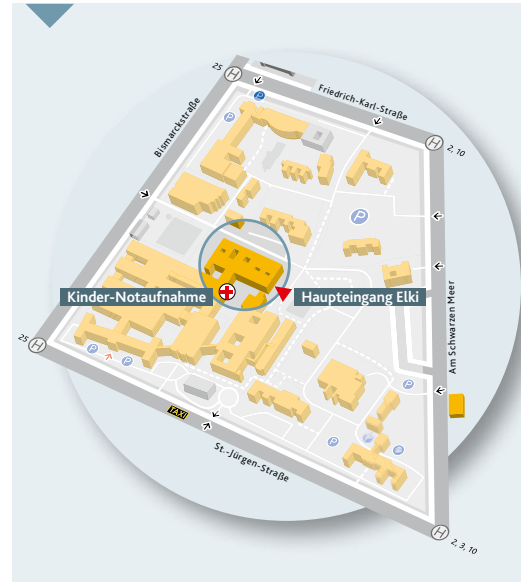 25
H
Friedrich-Karl-Straße
P
Bismarckstraße
P
H
2, 10
P
Kinder-Notaufnahme
Haupteingang Elki
Am Schwarzen Meer
25
H
P
P
P
TAXI
St.-Jürgen-Straße
P
H
2, 3, 10